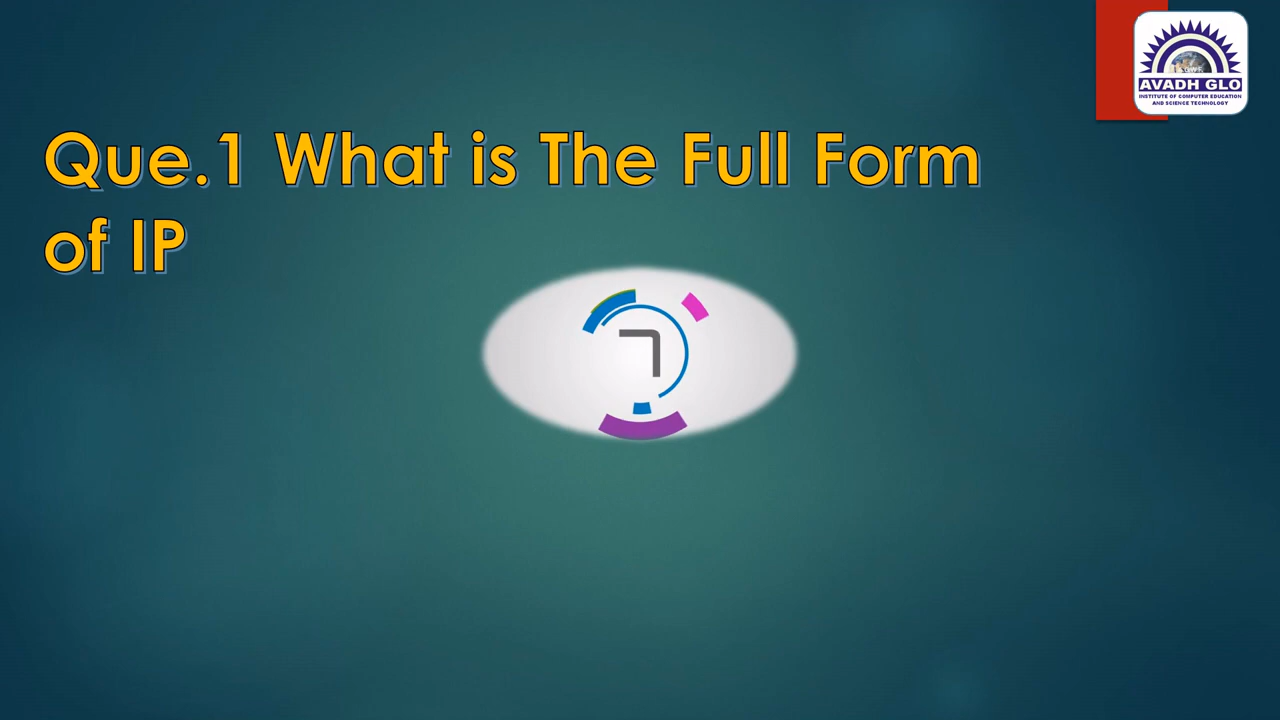 AVADH GLO
INSTITUTE OF COMPUTER EDUCATION
AND SCIENCE TECHNOLOGY
Que.1 What is The Full Form
of IP